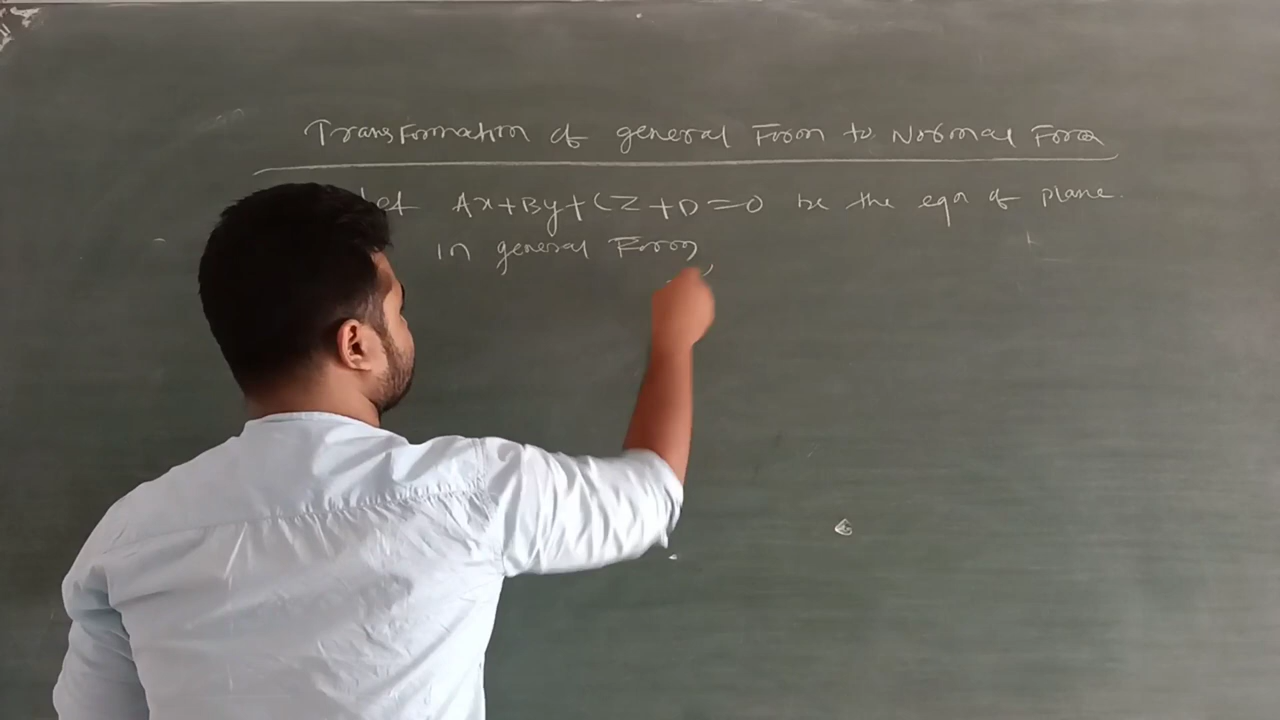 Transformation of general Form to Normal Form
Let Ax+By+CZ+D=0 be the eqn of plane.
in general Form,